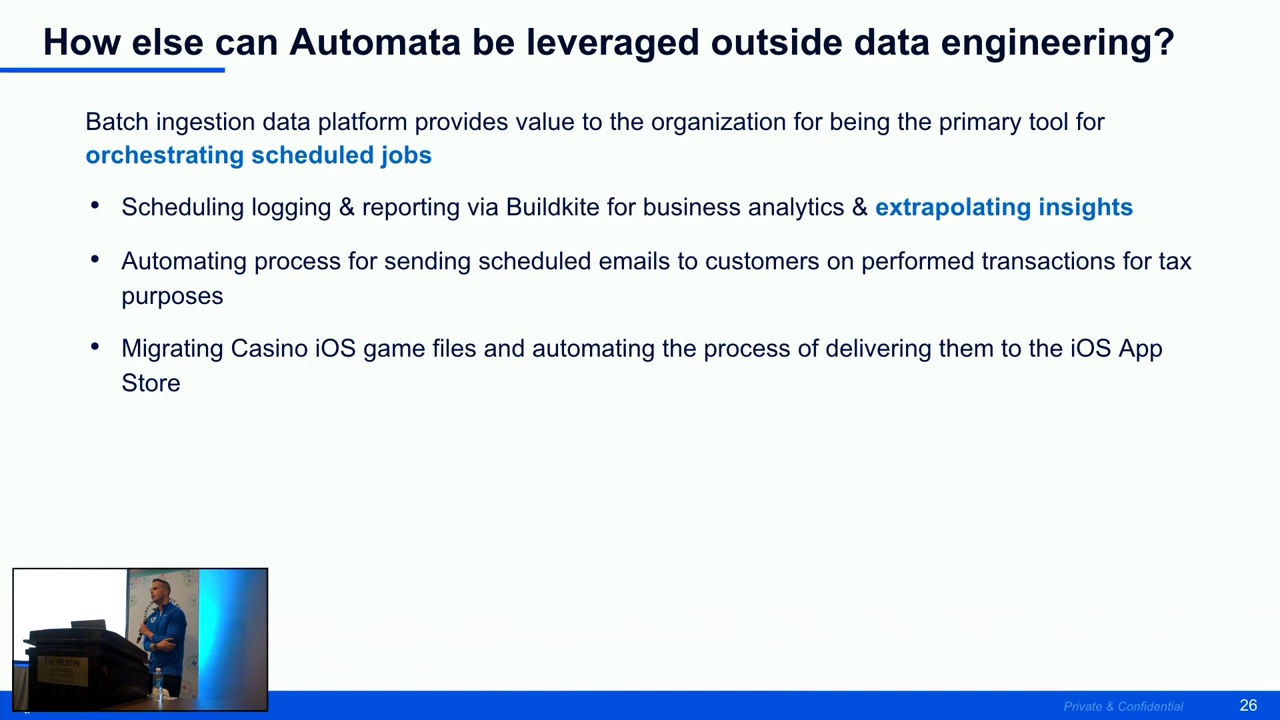 How else can Automata be leveraged outside data engineering?
Batch ingestion data platform provides value to the organization for being the primary tool for
orchestrating scheduled jobs
• Scheduling logging & reporting via Buildkite for business analytics & extrapolating insights
• Automating process for sending scheduled emails to customers on performed transactions for tax
purposes
• Migrating Casino iOS game files and automating the process of delivering them to the iOS App
Store
THE WESTIN
Private & Confidential
26